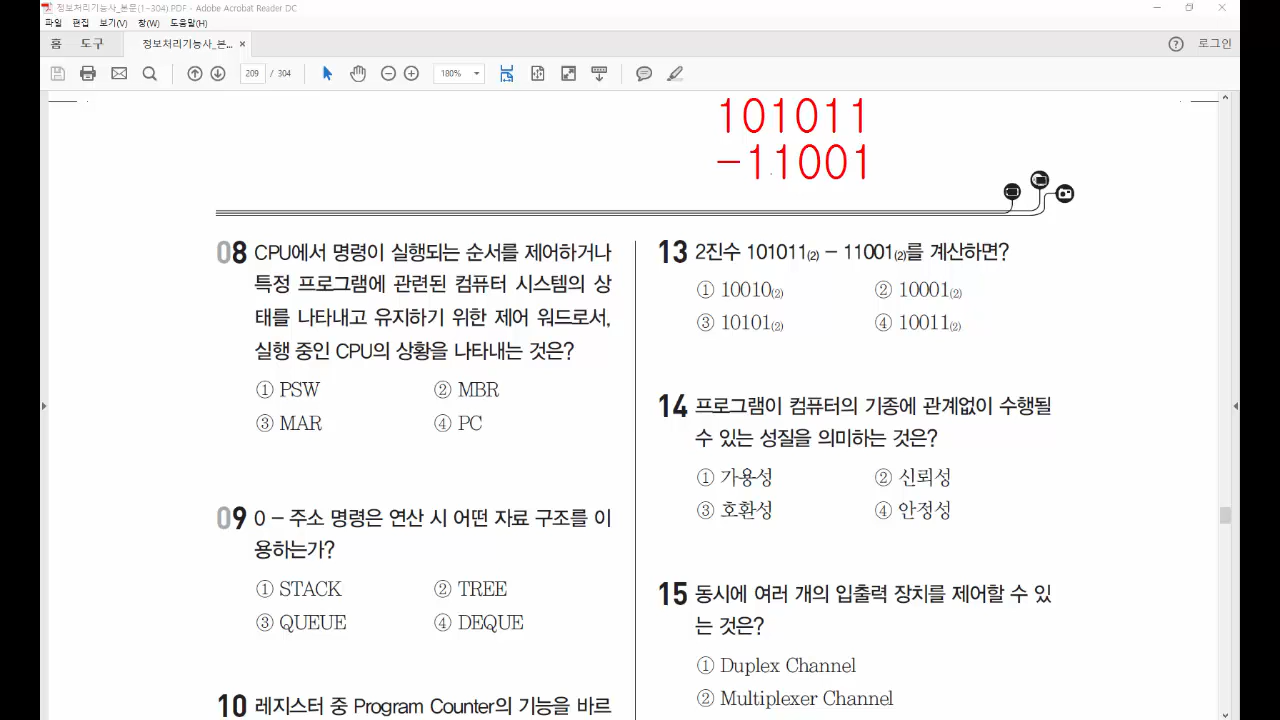 정보처리기능사_본문(1-304).PDF - Adobe Acrobat Reader DC
파일 편집 보기(V) 창(W) 도움말(H)
홈 도구 정보처리기능사_본... × 로그인
209 / 304 180%
101011
-11001
08 CPU에서 명령이 실행되는 순서를 제어하거나
특정 프로그램에 관련된 컴퓨터 시스템의 상
태를 나타내고 유지하기 위한 제어 워드로서,
실행 중인 CPU의 상황을 나타내는 것은?
① PSW ② MBR
③ MAR ④ PC
09 0 - 주소 명령은 연산 시 어떤 자료 구조를 이
용하는가?
① STACK ② TREE
③ QUEUE ④ DEQUE
10 레지스터 중 Program Counter의 기능을 바르
13 2진수 101011(2) - 11001(2)를 계산하면?
① 10010(2) ② 10001(2)
③ 10101(2) ④ 10011(2)
14 프로그램이 컴퓨터의 기종에 관계없이 수행될
수 있는 성질을 의미하는 것은?
① 가용성 ② 신뢰성
③ 호환성 ④ 안정성
15 동시에 여러 개의 입출력 장치를 제어할 수 있
는 것은?
① Duplex Channel
② Multiplexer Channel